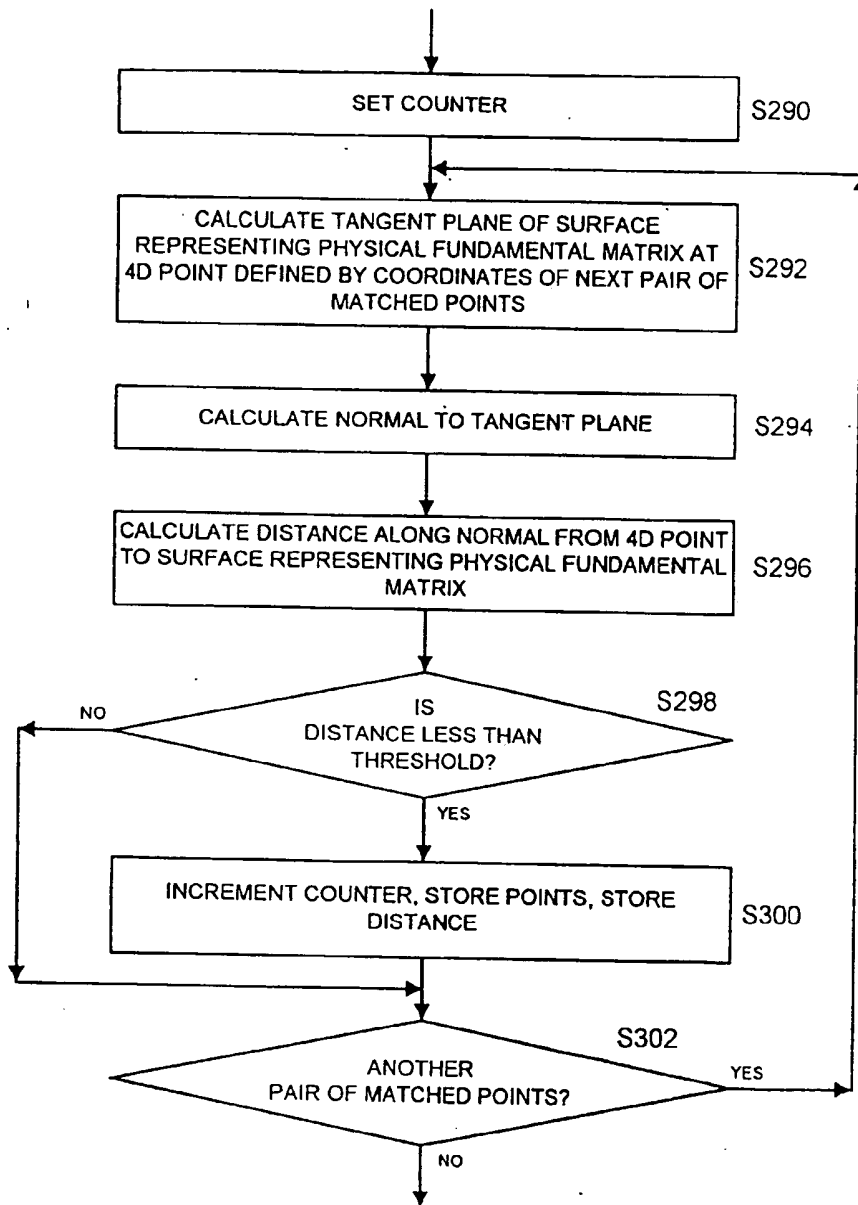 SET COUNTER
S290
CALCULATE TANGENT PLANE OF SURFACE
REPRESENTING PHYSICAL FUNDAMENTAL MATRIX AT
4D POINT DEFINED BY COORDINATES OF NEXT PAIR OF
MATCHED POINTS
S292
CALCULATE NORMAL TO TANGENT PLANE
S294
CALCULATE DISTANCE ALONG NORMAL FROM 4D POINT
TO SURFACE REPRESENTING PHYSICAL FUNDAMENTAL
MATRIX
S296
S298
NO
IS
DISTANCE LESS THAN
THRESHOLD?
YES
INCREMENT COUNTER, STORE POINTS, STORE
DISTANCE
S300
S302
ANOTHER
PAIR OF MATCHED POINTS?
YES
NO